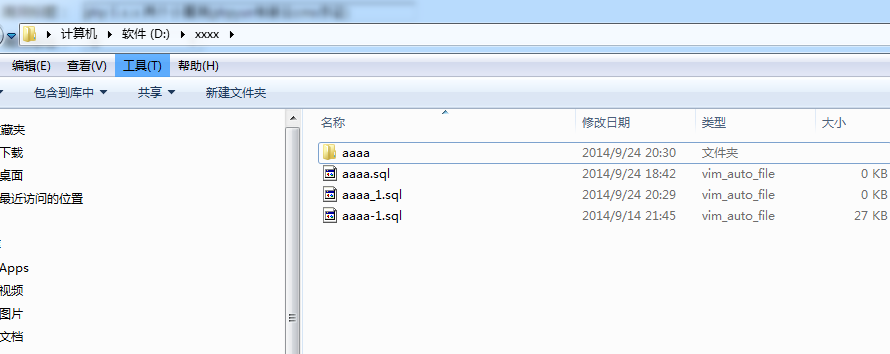 计算机 软件 (D:) xxxx
编辑(E) 查看(V) 工具(T) 帮助(H)
包含到库中 共享 新建文件夹
名称 修改日期 类型 大小
藏夹
下载
桌面
最近访问的位置
Apps
视频
图片
文档
aaaa 2014/9/24 20:30 文件夹
aaaa.sql 2014/9/24 18:42 vim_auto_file 0 KB
aaaa_1.sql 2014/9/24 20:29 vim_auto_file 0 KB
aaaa-1.sql 2014/9/14 21:45 vim_auto_file 27 KB